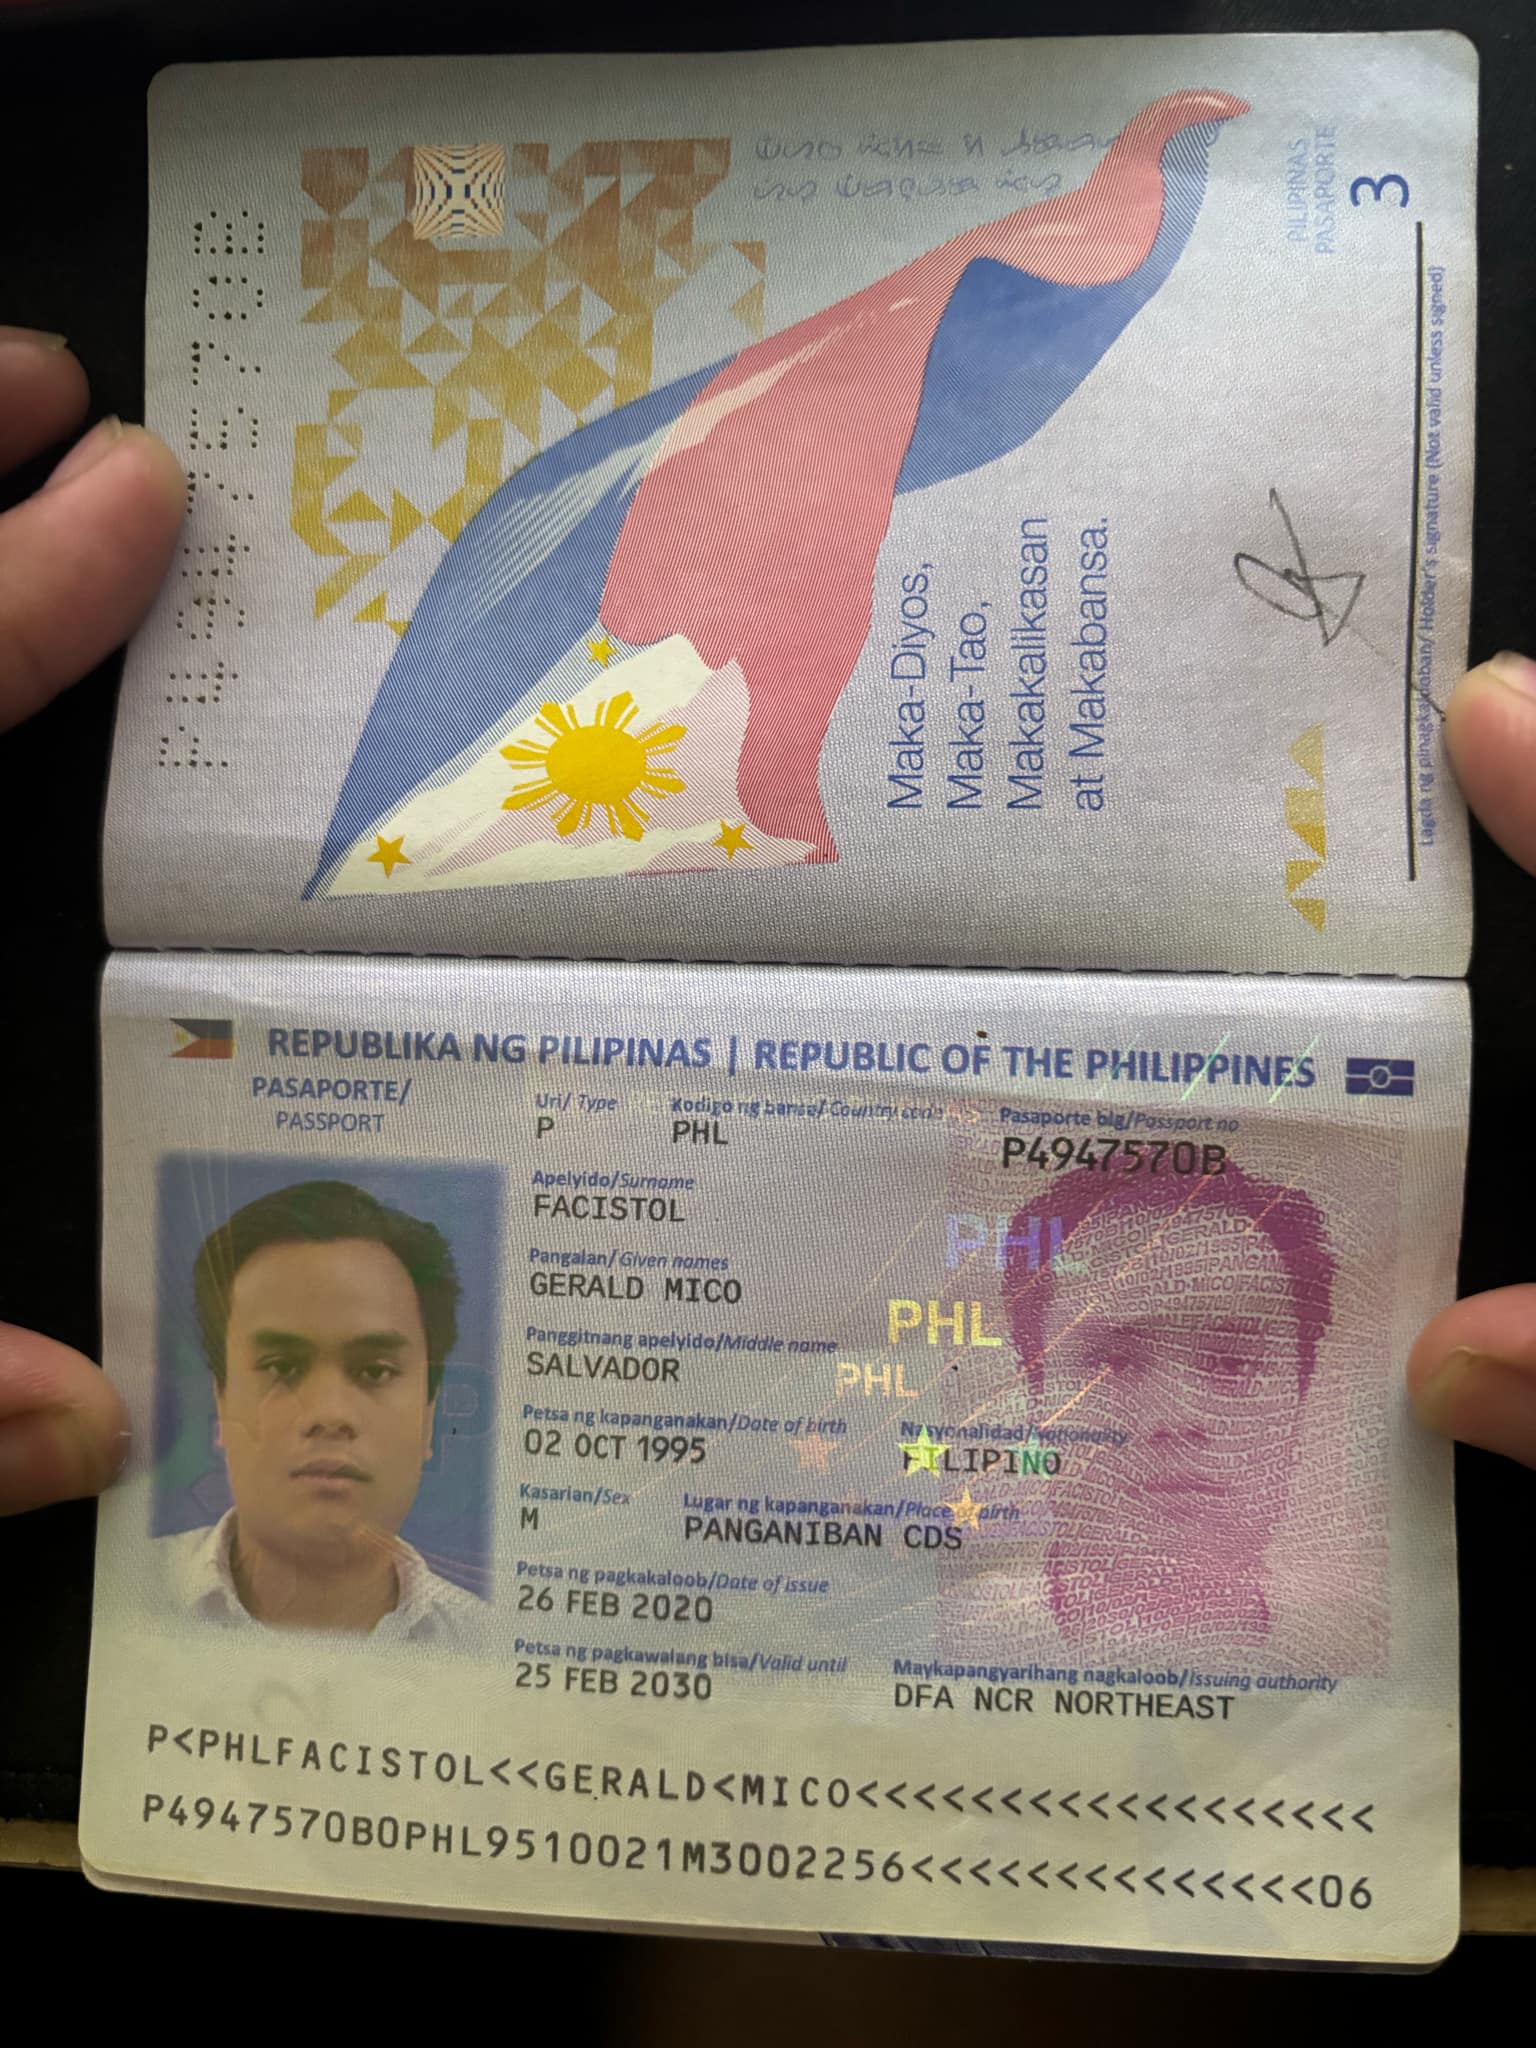 PILIPINAS
PASAPORTE
3
Maka-Diyos,
Maka-Tao,
Makakalikasan
at Makabansa.
Lagda ng pinagkalooban/ Holder's signature (Not valid unless signed)
REPUBLIKA NG PILIPINAS | REPUBLIC OF THE PHILIPPINES
PASAPORTE/
PASSPORT
Uri/ Type
P
Kodigo ng bansa/ Country code
PHL
Pasaporte blg/Passport no
P4947570B
Apelyido/Surname
FACISTOL
Pangalan/ Given names
GERALD MICO
Panggitnang apelyido/Middle name
SALVADOR
Petsa ng kapanganakan/Date of birth
02 OCT 1995
Nasyonalidad/Nationality
FILIPINO
Kasarian/Sex
M
Lugar ng kapanganakan/Place of birth
PANGANIBAN CDS
Petsa ng pagkakaloob/Date of issue
26 FEB 2020
Petsa ng pagkawalang bisa/Valid until
25 FEB 2030
Maykapangyarihang nagkaloob/Issuing authority
DFA NCR NORTHEAST
PHL
PHL
PHL
P<PHLFACISTOL<<GERALD<MICO<<<<<<<<<<<<<<<<<<
P4947570B0PHL9510021M3002256<<<<<<<<<<<<<<06